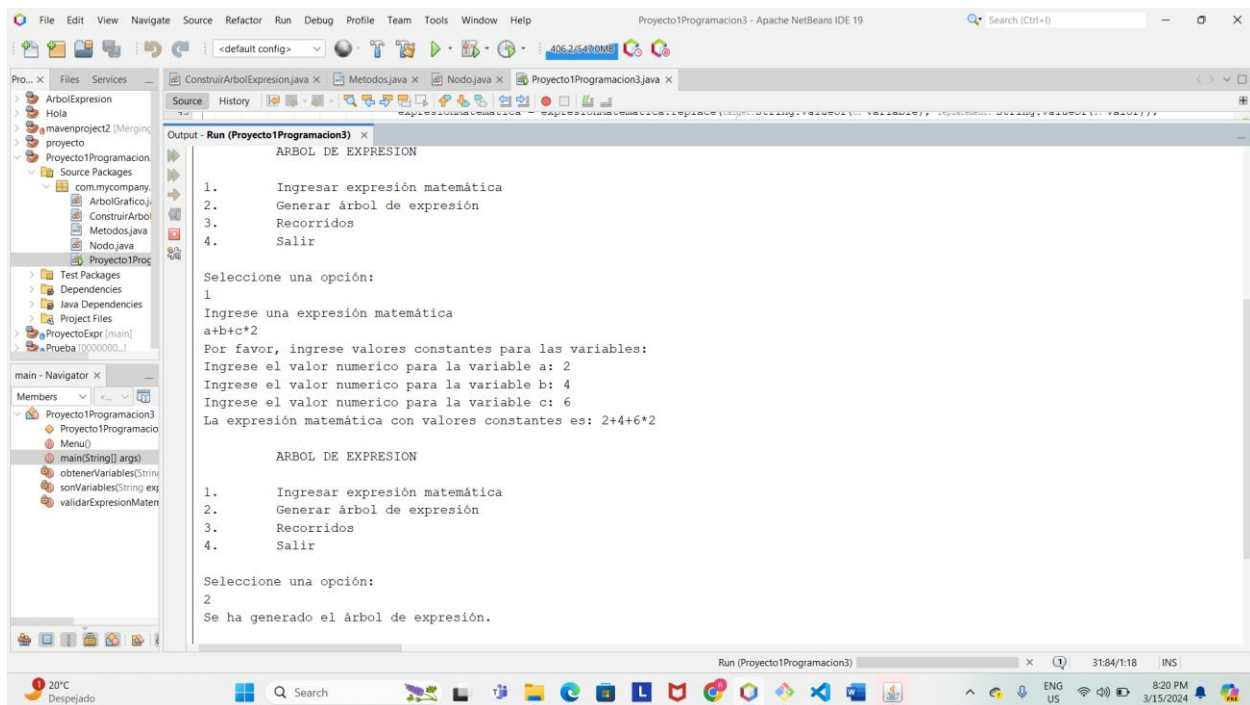 File Edit View Navigate Source Refactor Run Debug Profile Team Tools Window Help
Proyecto1Programacion3 - Apache NetBeans IDE 19
Search (Ctrl+I)
<default config>
406.2/547.0MB
Pro... Files Services
ConstruirArbolExpresion.java Metodos.java Nodo.java Proyecto1Programacion3.java
Source History
ArbolExpresion
Hola
mavenproject2 [Merging
proyecto
Proyecto1Programacion
Source Packages
com.mycompany.
ArbolGrafico.j
ConstruirArbol
Metodos.java
Nodo.java
Proyecto1Prog
Test Packages
Dependencies
Java Dependencies
Project Files
ProyectoExpr [main]
Prueba [0000000...]
main - Navigator
Members
Proyecto1Programacion3
Proyecto1Programacio
Menu()
main(String[] args)
obtenerVariables(String
sonVariables(String exp
validarExpresionMatem
Output - Run (Proyecto1Programacion3)
ARBOL DE EXPRESION
1. Ingresar expresión matemática
2. Generar árbol de expresión
3. Recorridos
4. Salir
Seleccione una opción:
1
Ingrese una expresión matemática
a+b+c*2
Por favor, ingrese valores constantes para las variables:
Ingrese el valor numerico para la variable a: 2
Ingrese el valor numerico para la variable b: 4
Ingrese el valor numerico para la variable c: 6
La expresión matemática con valores constantes es: 2+4+6*2
ARBOL DE EXPRESION
1. Ingresar expresión matemática
2. Generar árbol de expresión
3. Recorridos
4. Salir
Seleccione una opción:
2
Se ha generado el árbol de expresión.
Run (Proyecto1Programacion3)
31:84/1:18 INS
20°C
Despejado
Search
ENG
US
8:20 PM
3/15/2024